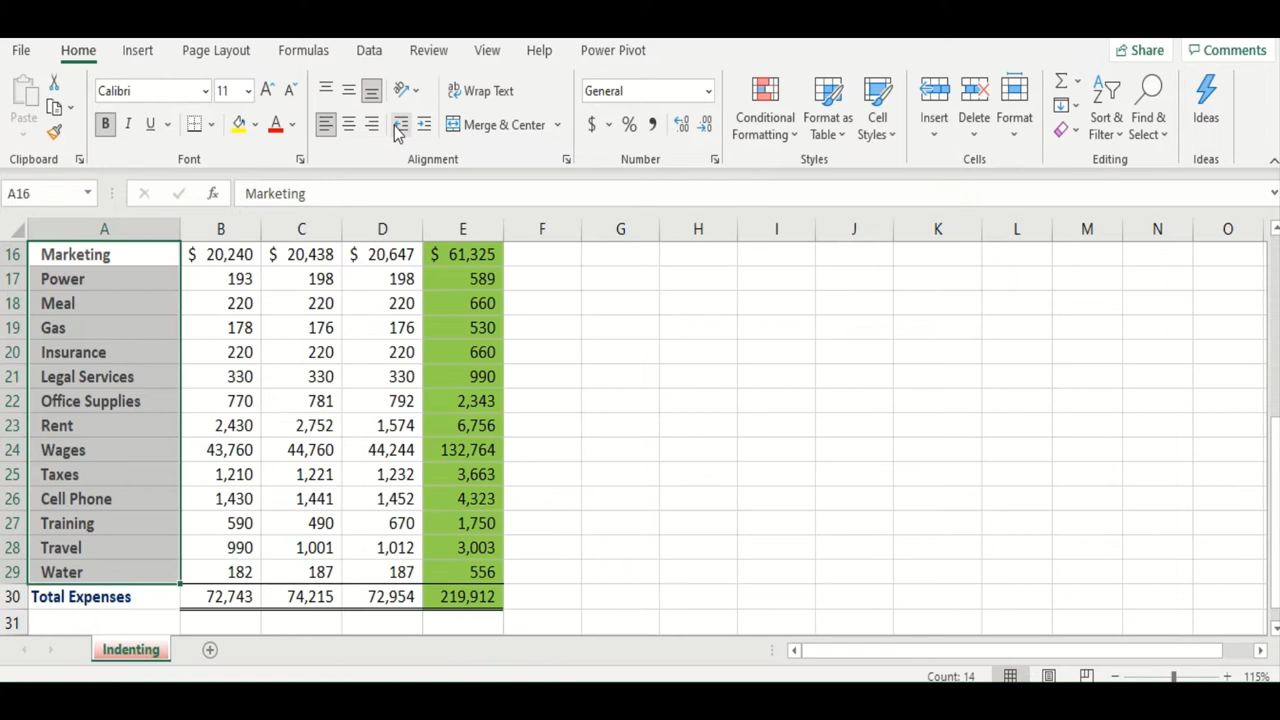 File Home Insert Page Layout Formulas Data Review View Help Power Pivot Share Comments
Paste
Calibri 11
B I U A
ab Wrap Text
Merge & Center
General
$ % ,
Conditional Formatting
Format as Table
Cell Styles
Insert Delete Format
Sort & Filter
Find & Select
Ideas
Clipboard Font Alignment Number Styles Cells Editing Ideas
A16 fx Marketing
A B C D E F G H I J K L M N O
16 Marketing $ 20,240 $ 20,438 $ 20,647 $ 61,325
17 Power 193 198 198 589
18 Meal 220 220 220 660
19 Gas 178 176 176 530
20 Insurance 220 220 220 660
21 Legal Services 330 330 330 990
22 Office Supplies 770 781 792 2,343
23 Rent 2,430 2,752 1,574 6,756
24 Wages 43,760 44,760 44,244 132,764
25 Taxes 1,210 1,221 1,232 3,663
26 Cell Phone 1,430 1,441 1,452 4,323
27 Training 590 490 670 1,750
28 Travel 990 1,001 1,012 3,003
29 Water 182 187 187 556
30 Total Expenses 72,743 74,215 72,954 219,912
31
Indenting
Count: 14 115%